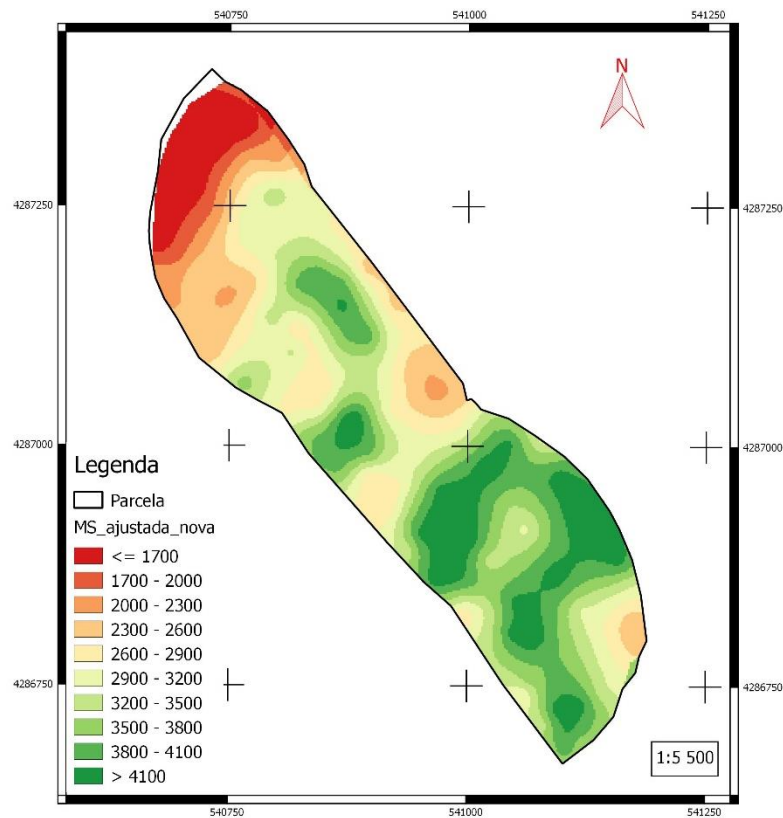 540750 541000 541250
N
4287250 4287250
4287000 4287000
Legenda
Parcela
MS_ajustada_nova
<= 1700
1700 - 2000
2000 - 2300
2300 - 2600
2600 - 2900
2900 - 3200
3200 - 3500
3500 - 3800
3800 - 4100
> 4100
4286750 4286750
1:5 500
540750 541000 541250